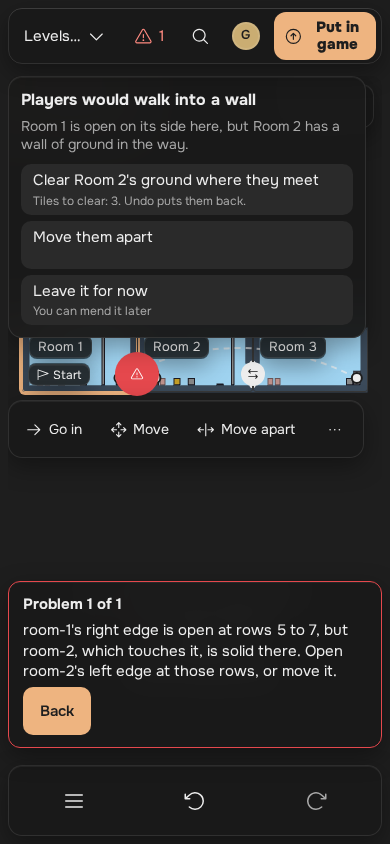 Levels...
1
G
Put in
game
Players would walk into a wall
Room 1 is open on its side here, but Room 2 has a
wall of ground in the way.
Clear Room 2's ground where they meet
Tiles to clear: 3. Undo puts them back.
Move them apart
Leave it for now
You can mend it later
Room 1
Room 2
Room 3
Start
Go in
Move
Move apart
...
Problem 1 of 1
room-1's right edge is open at rows 5 to 7, but
room-2, which touches it, is solid there. Open
room-2's left edge at those rows, or move it.
Back